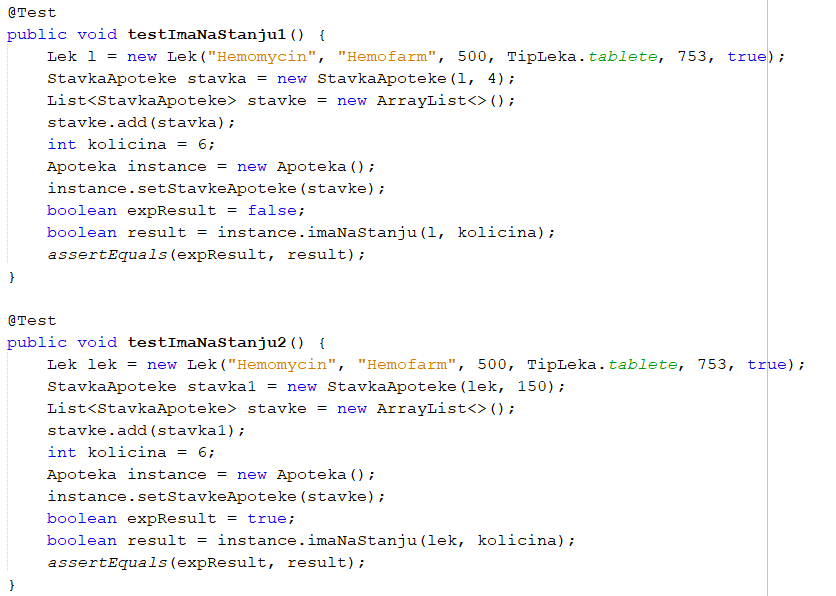 @Test
public void testImaNaStanju1() {
    Lek l = new Lek("Hemomycin", "Hemofarm", 500, TipLeka.tablete, 753, true);
    StavkaApoteke stavka = new StavkaApoteke(l, 4);
    List<StavkaApoteke> stavke = new ArrayList<>();
    stavke.add(stavka);
    int kolicina = 6;
    Apoteka instance = new Apoteka();
    instance.setStavkeApoteke(stavke);
    boolean expResult = false;
    boolean result = instance.imaNaStanju(l, kolicina);
    assertEquals(expResult, result);
}

@Test
public void testImaNaStanju2() {
    Lek lek = new Lek("Hemomycin", "Hemofarm", 500, TipLeka.tablete, 753, true);
    StavkaApoteke stavka1 = new StavkaApoteke(lek, 150);
    List<StavkaApoteke> stavke = new ArrayList<>();
    stavke.add(stavka1);
    int kolicina = 6;
    Apoteka instance = new Apoteka();
    instance.setStavkeApoteke(stavke);
    boolean expResult = true;
    boolean result = instance.imaNaStanju(lek, kolicina);
    assertEquals(expResult, result);
}